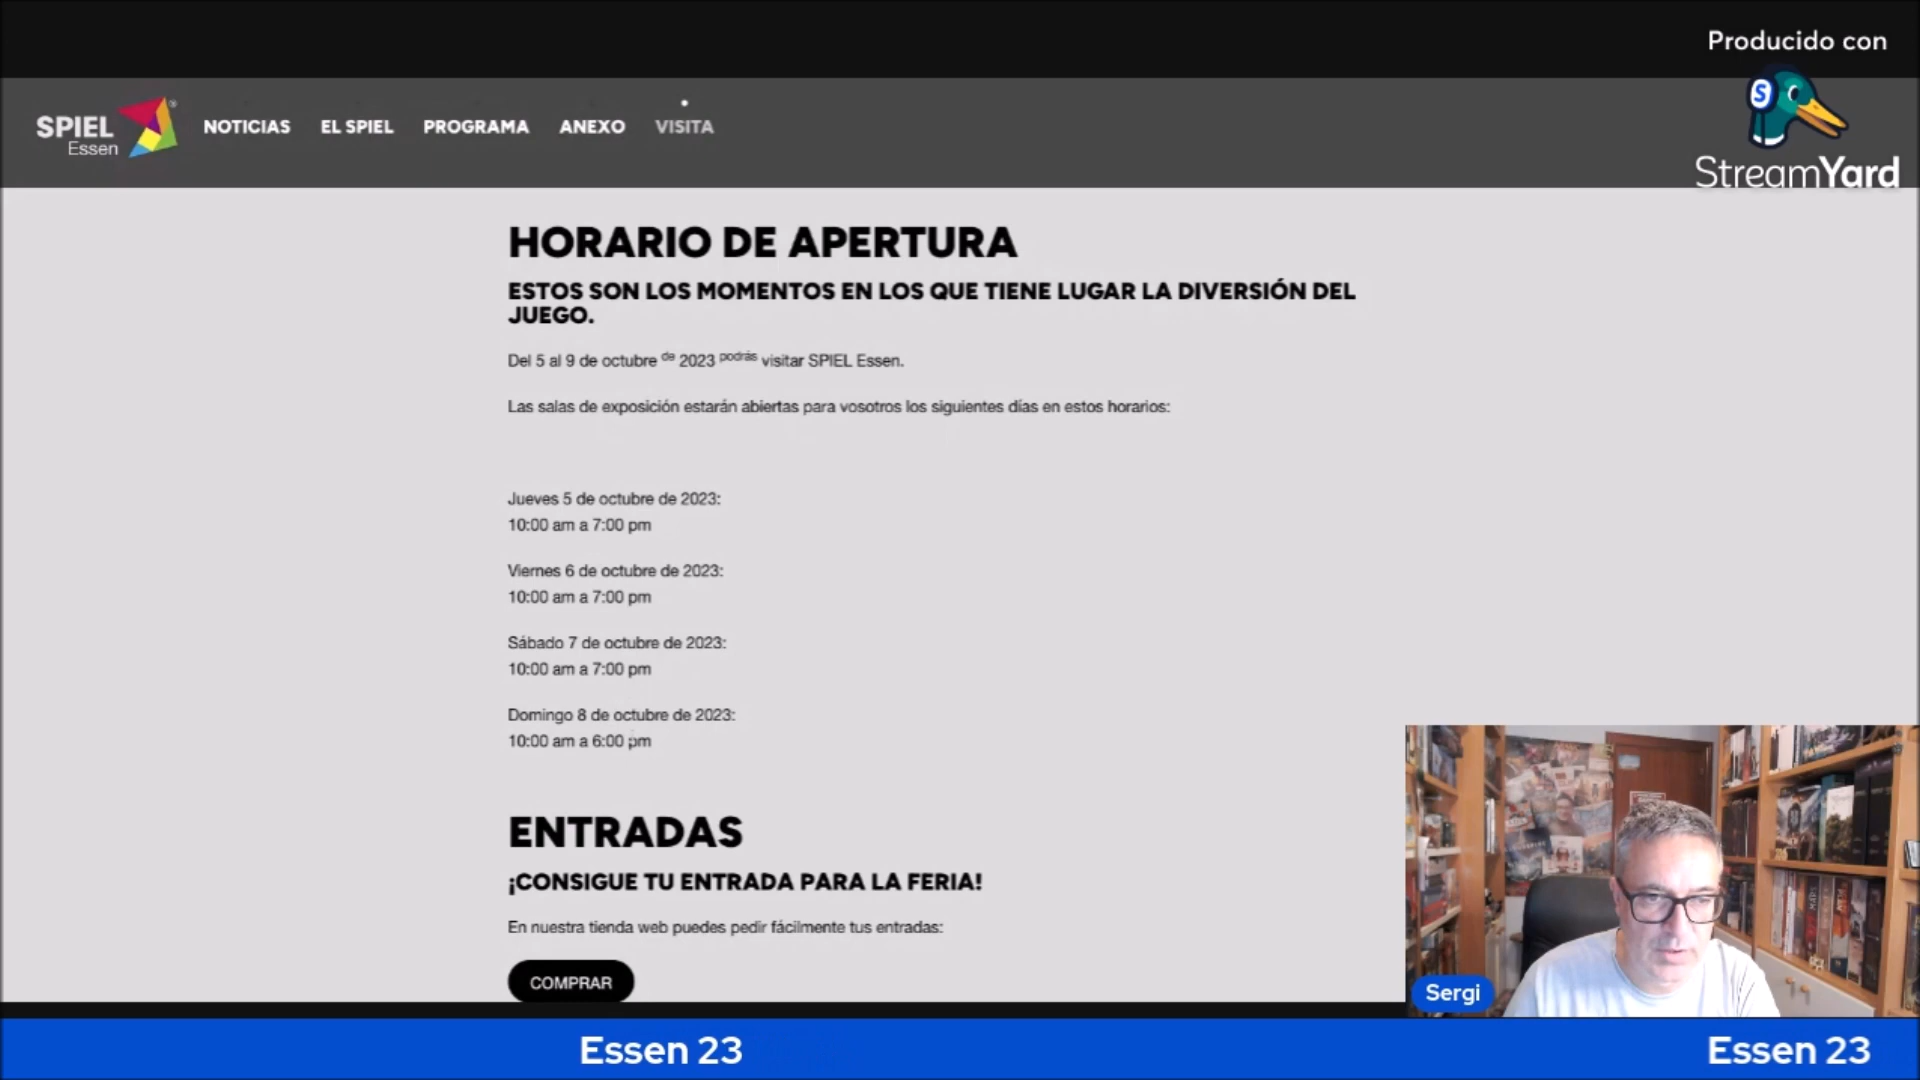 Producido con
StreamYard
SPIEL
Essen
NOTICIAS EL SPIEL PROGRAMA ANEXO VISITA
HORARIO DE APERTURA
ESTOS SON LOS MOMENTOS EN LOS QUE TIENE LUGAR LA DIVERSIÓN DEL
JUEGO.
Del 5 al 9 de octubre de 2023 podrás visitar SPIEL Essen.
Las salas de exposición estarán abiertas para vosotros los siguientes días en estos horarios:
Jueves 5 de octubre de 2023:
10:00 am a 7:00 pm
Viernes 6 de octubre de 2023:
10:00 am a 7:00 pm
Sábado 7 de octubre de 2023:
10:00 am a 7:00 pm
Domingo 8 de octubre de 2023:
10:00 am a 6:00 pm
ENTRADAS
¡CONSIGUE TU ENTRADA PARA LA FERIA!
En nuestra tienda web puedes pedir fácilmente tus entradas:
COMPRAR
Sergi
Essen 23 Essen 23